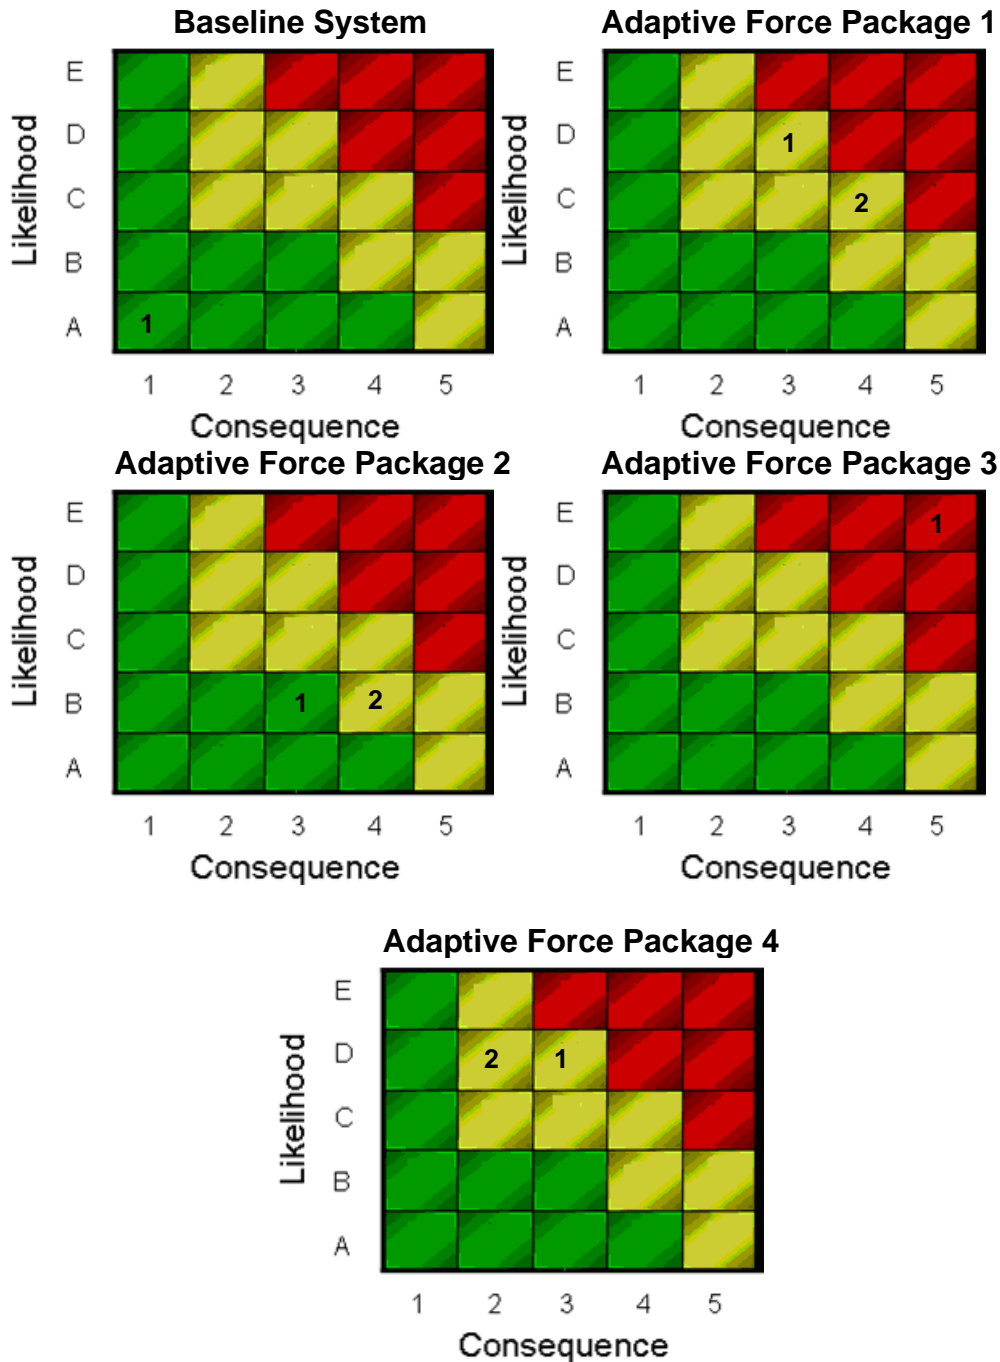 Baseline System
Adaptive Force Package 1
E
D
C
B
A
Likelihood
1
1 2 3 4 5
Consequence
E
D
C
B
A
Likelihood
1
2
1 2 3 4 5
Consequence
Adaptive Force Package 2
Adaptive Force Package 3
E
D
C
B
A
Likelihood
1 2
1 2 3 4 5
Consequence
E
D
C
B
A
Likelihood
1
1 2 3 4 5
Consequence
Adaptive Force Package 4
E
D
C
B
A
Likelihood
2 1
1 2 3 4 5
Consequence